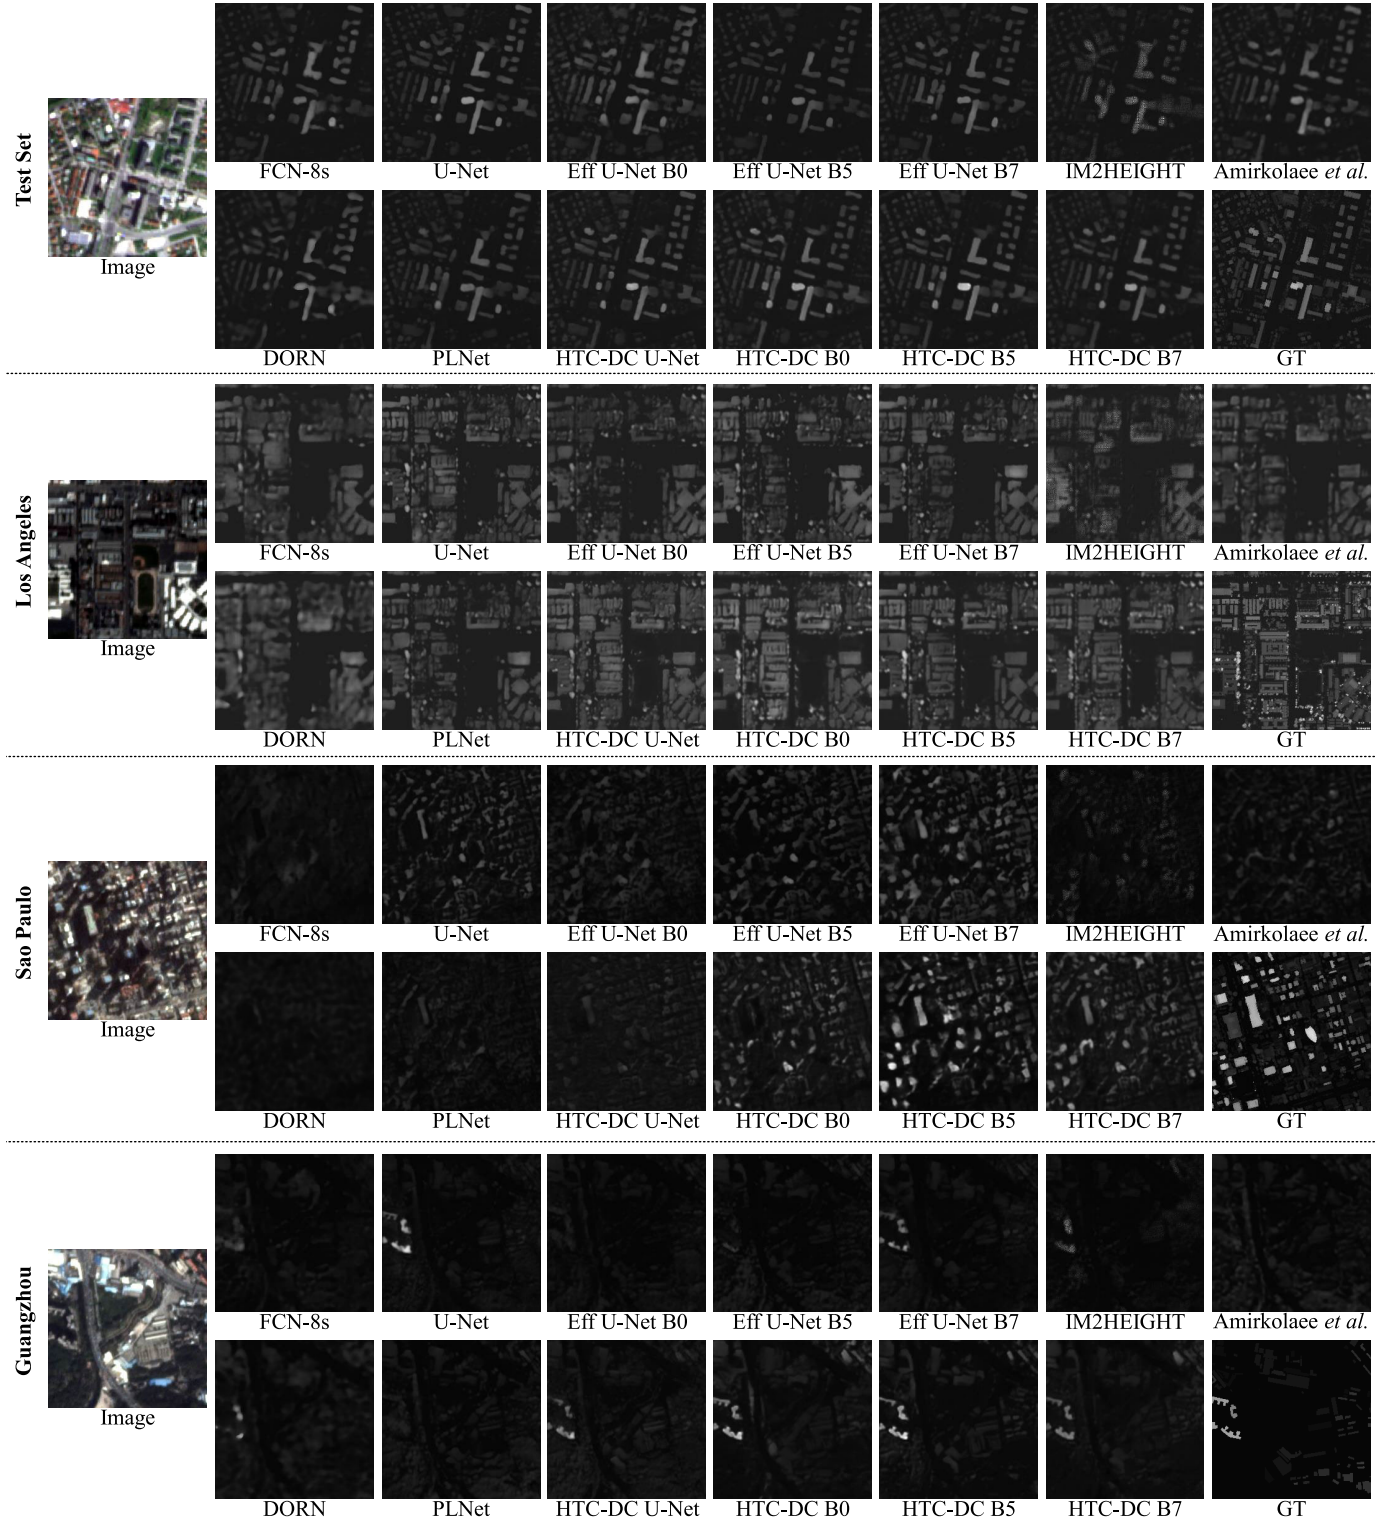 Test Set
Image
FCN-8s U-Net Eff U-Net B0 Eff U-Net B5 Eff U-Net B7 IM2HEIGHT Amirkolaee et al.
DORN PLNet HTC-DC U-Net HTC-DC B0 HTC-DC B5 HTC-DC B7 GT
Los Angeles
Image
FCN-8s U-Net Eff U-Net B0 Eff U-Net B5 Eff U-Net B7 IM2HEIGHT Amirkolaee et al.
DORN PLNet HTC-DC U-Net HTC-DC B0 HTC-DC B5 HTC-DC B7 GT
Sao Paulo
Image
FCN-8s U-Net Eff U-Net B0 Eff U-Net B5 Eff U-Net B7 IM2HEIGHT Amirkolaee et al.
DORN PLNet HTC-DC U-Net HTC-DC B0 HTC-DC B5 HTC-DC B7 GT
Guangzhou
Image
FCN-8s U-Net Eff U-Net B0 Eff U-Net B5 Eff U-Net B7 IM2HEIGHT Amirkolaee et al.
DORN PLNet HTC-DC U-Net HTC-DC B0 HTC-DC B5 HTC-DC B7 GT